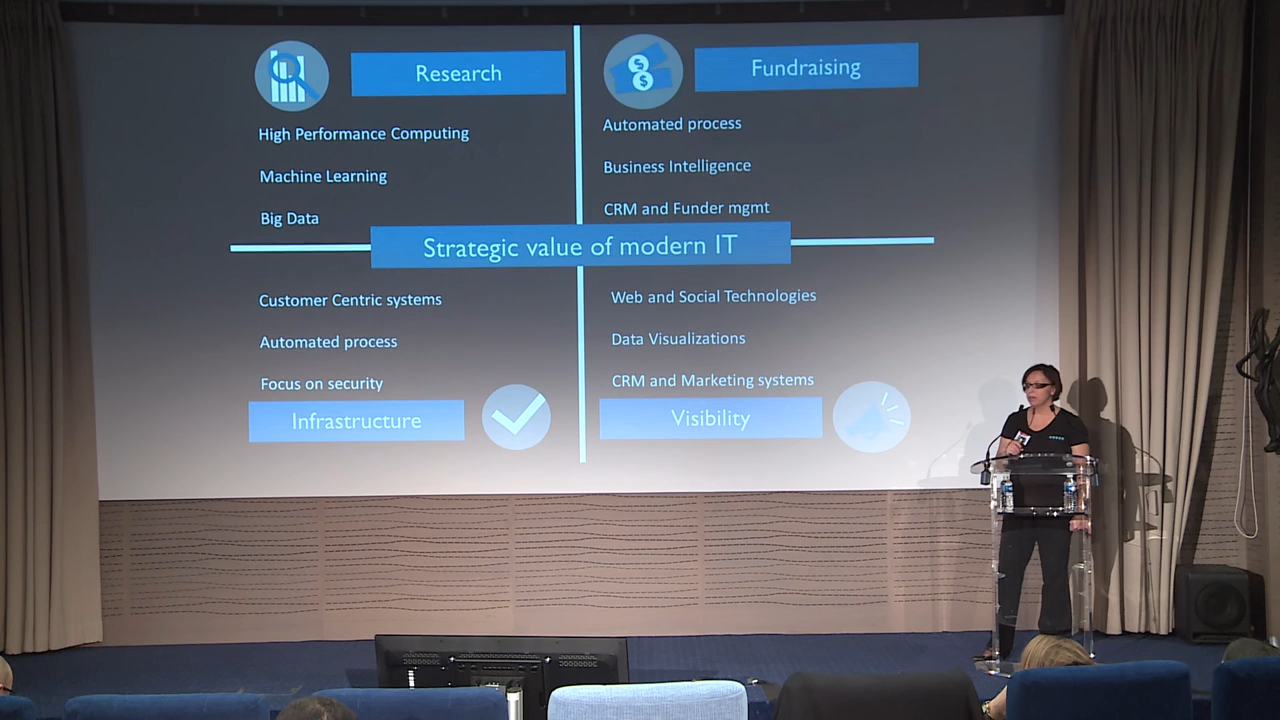 Research
High Performance Computing
Machine Learning
Big Data
Fundraising
Automated process
Business Intelligence
CRM and Funder mgmt
Strategic value of modern IT
Customer Centric systems
Automated process
Focus on security
Infrastructure
Web and Social Technologies
Data Visualizations
CRM and Marketing systems
Visibility